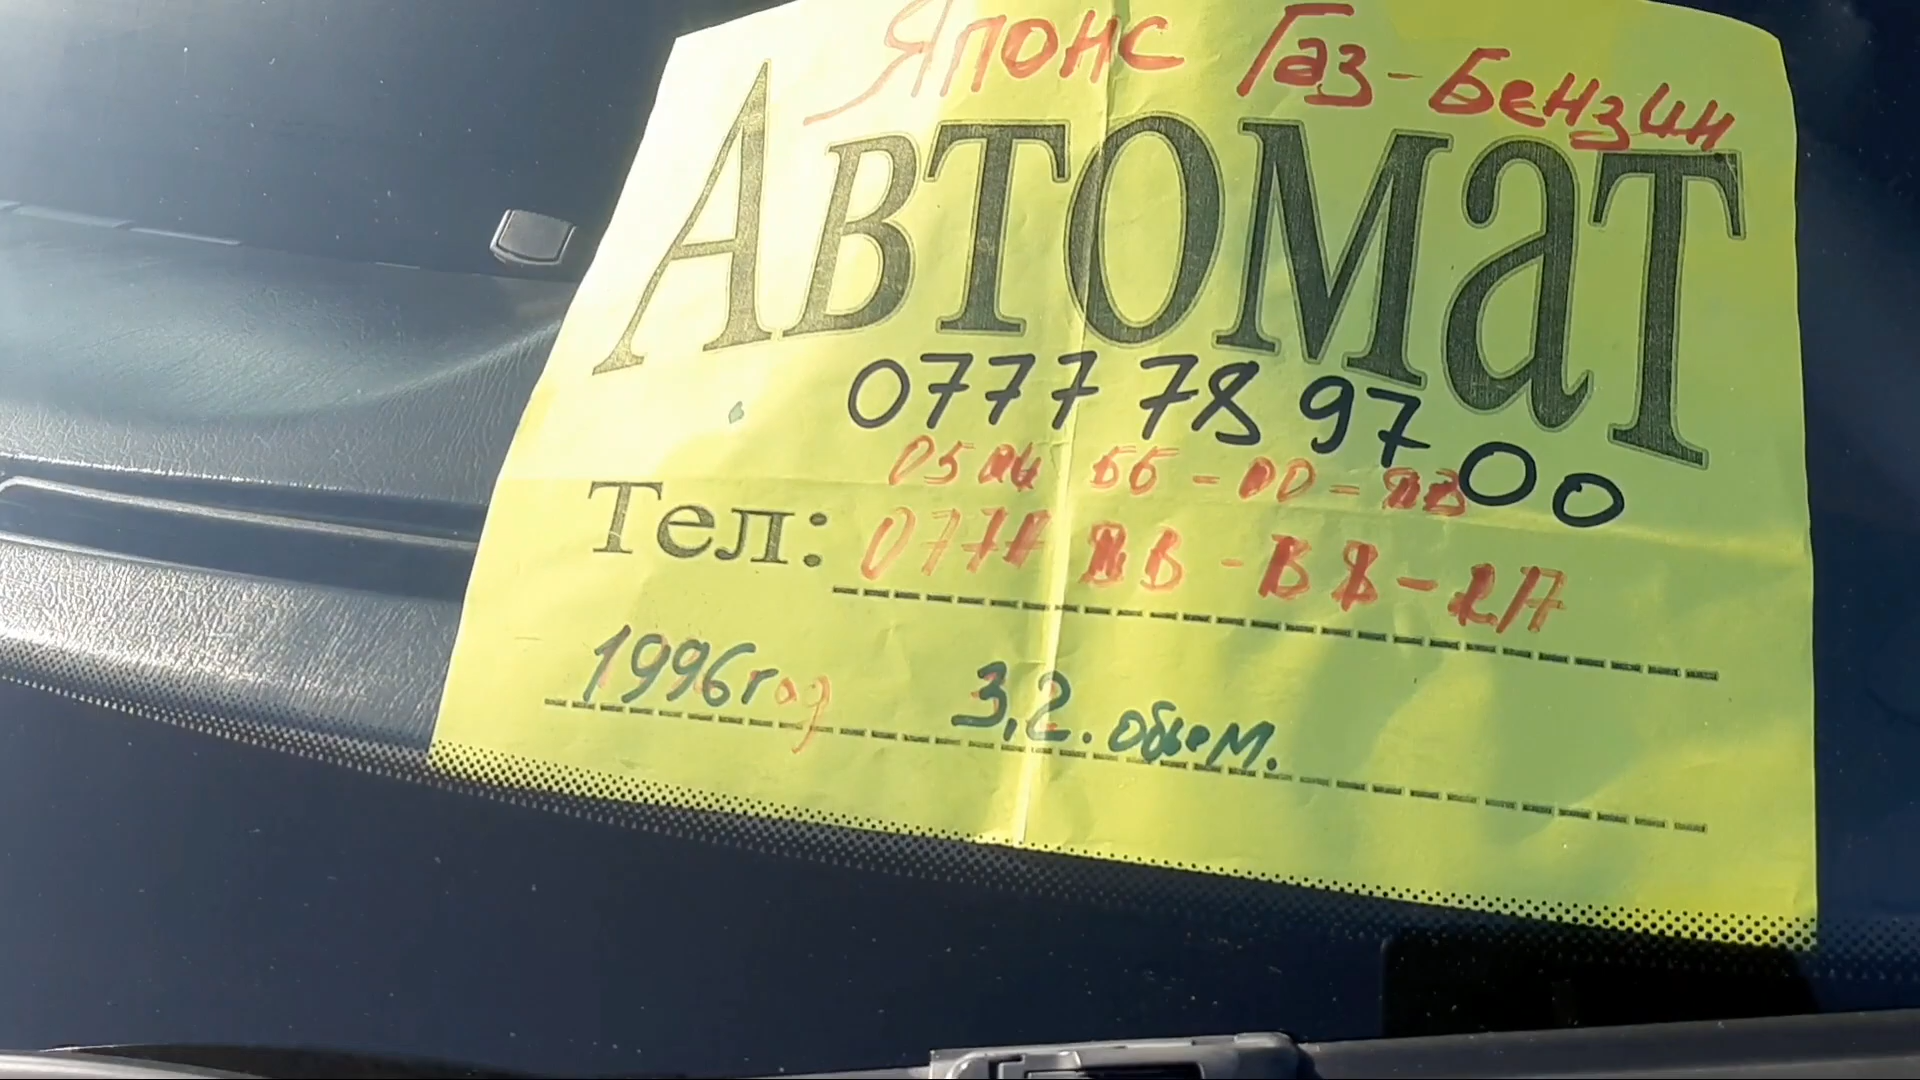 Японс Газ-Бензин
Автомат
0777 78 97 00
Тел:
1996год 3,2. обьем.